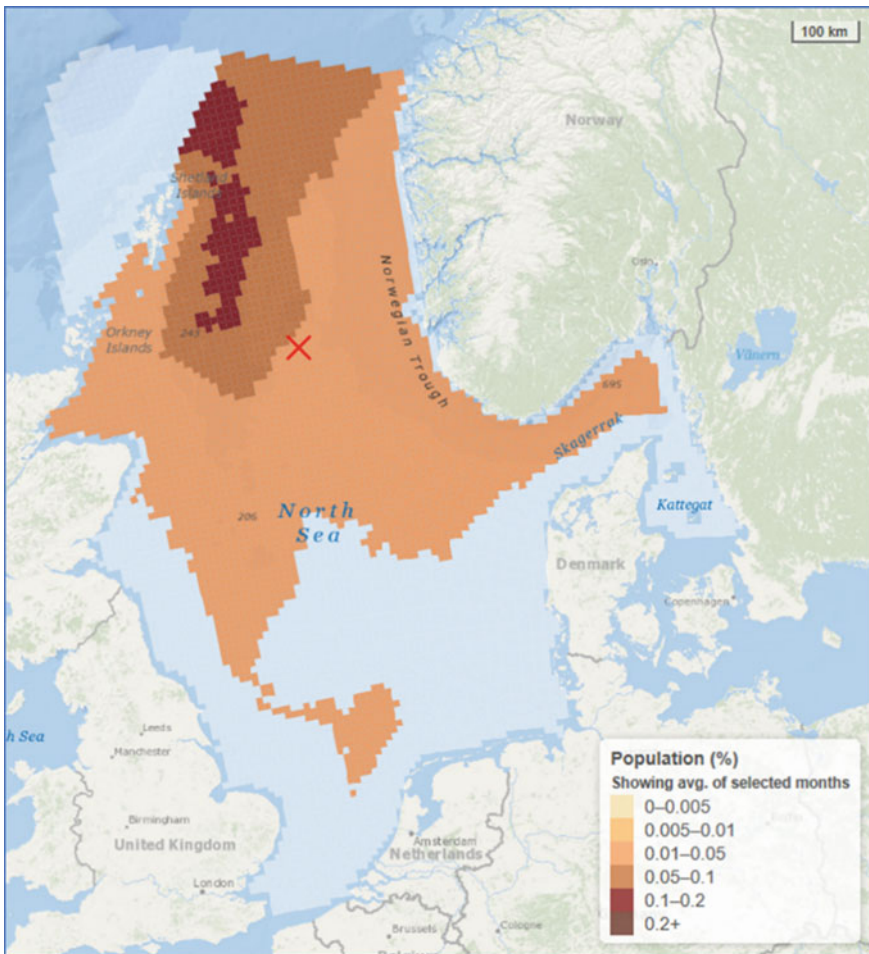 100 km
Norway
Shetland
Islands
Oslo
Norwegian Trough
Vänern
Orkney
Islands
243
695
Skagerrak
206
North
Sea
Kattegat
Denmark
Copenhagen
h Sea
Leeds
Manchester
Birmingham
United Kingdom
London
Amsterdam
Netherlands
Brussels
Cologne
Population (%)
Showing avg. of selected months
0–0.005
0.005–0.01
0.01–0.05
0.05–0.1
0.1–0.2
0.2+